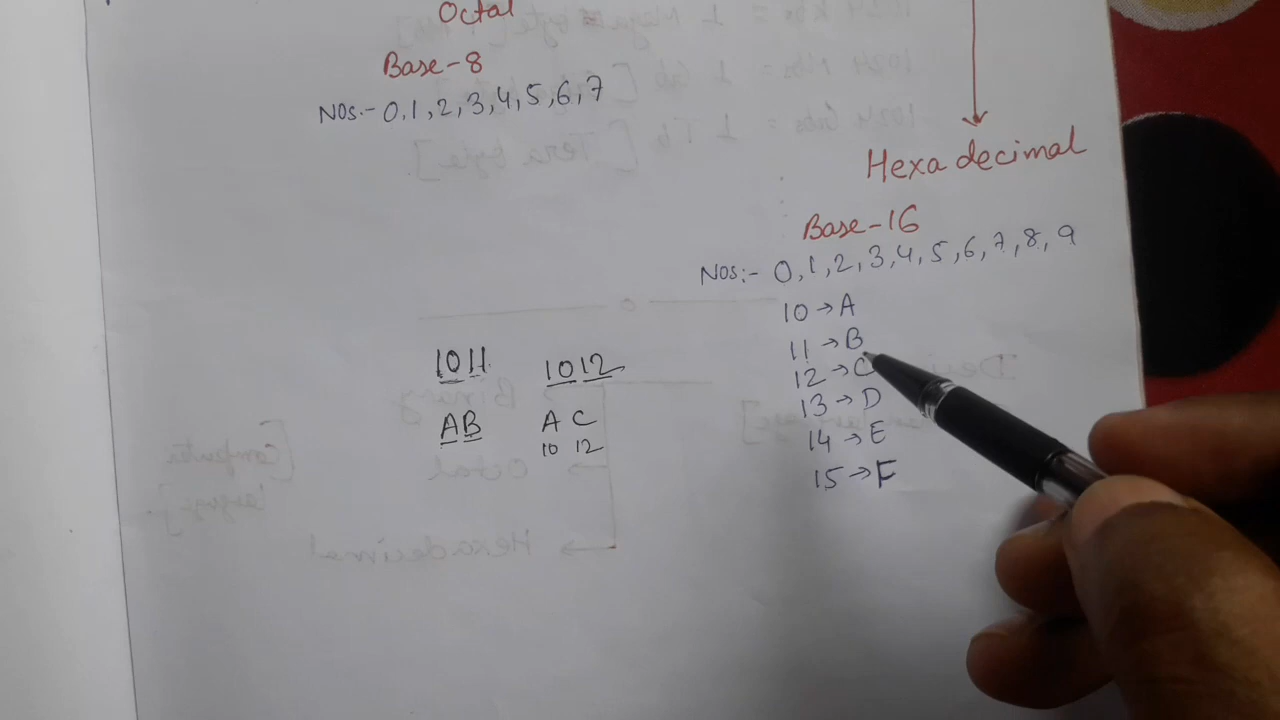 Octal
Base-8
NOS:- 0,1,2,3,4,5,6,7
Hexa decimal
Base-16
NOS:- 0,1,2,3,4,5,6,7,8,9
10→A
11→B
12→C
13→D
14→E
15→F
1011 1012
AB AC
10 12